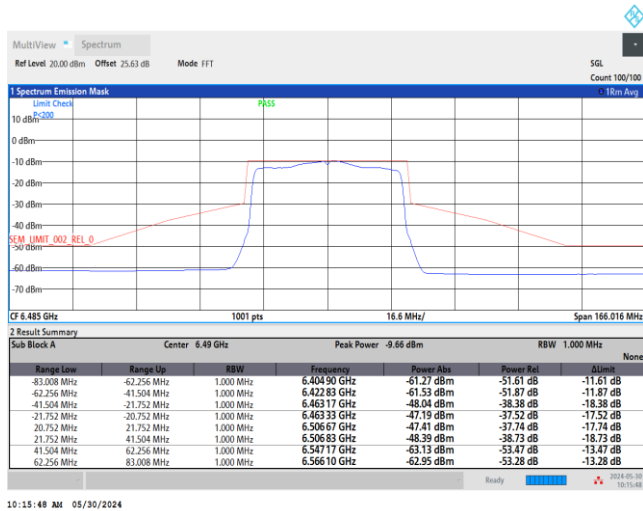 MultiView Spectrum
Ref Level 20.00 dBm Offset 25.63 dB Mode FFT SGL
Count 100/100
1 Spectrum Emission Mask 1Rm Avg
Limit Check PASS
P<200
10 dBm
0 dBm
-10 dBm
-20 dBm
-30 dBm
-40 dBm
SEM_LIMIT_002_REL_0
-50 dBm
-60 dBm
-70 dBm
CF 6.485 GHz 1001 pts 16.6 MHz/ Span 166.016 MHz
2 Result Summary
Sub Block A Center 6.49 GHz Peak Power -9.66 dBm RBW 1.000 MHz
None
Range Low Range Up RBW Frequency Power Abs Power Rel ΔLimit
-83.008 MHz -62.256 MHz 1.000 MHz 6.40490 GHz -61.27 dBm -51.61 dB -11.61 dB
-62.256 MHz -41.504 MHz 1.000 MHz 6.42283 GHz -61.53 dBm -51.87 dB -11.87 dB
-41.504 MHz -21.752 MHz 1.000 MHz 6.46317 GHz -48.04 dBm -38.38 dB -18.38 dB
-21.752 MHz -20.752 MHz 1.000 MHz 6.46333 GHz -47.19 dBm -37.52 dB -17.52 dB
20.752 MHz 21.752 MHz 1.000 MHz 6.50667 GHz -47.41 dBm -37.74 dB -17.74 dB
21.752 MHz 41.504 MHz 1.000 MHz 6.50683 GHz -48.39 dBm -38.73 dB -18.73 dB
41.504 MHz 62.256 MHz 1.000 MHz 6.54717 GHz -63.13 dBm -53.47 dB -13.47 dB
62.256 MHz 83.008 MHz 1.000 MHz 6.56610 GHz -62.95 dBm -53.28 dB -13.28 dB
Ready 2024-05-30
10:15:48
10:15:48 AM 05/30/2024